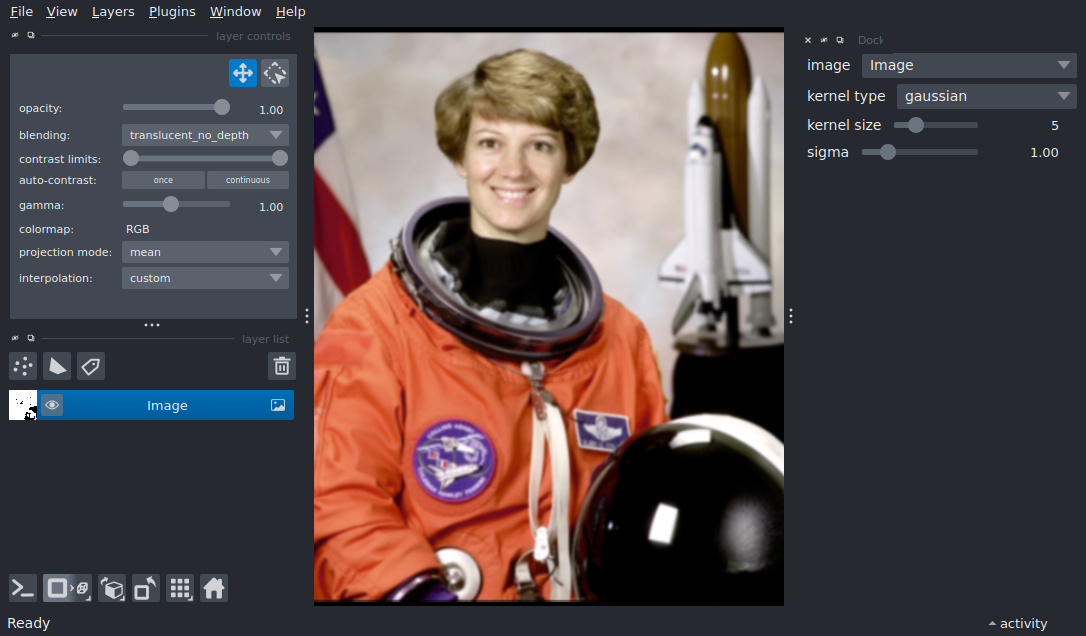 File View Layers Plugins Window Help
layer controls
opacity: 1.00
blending: translucent_no_depth
contrast limits:
auto-contrast: once continuous
gamma: 1.00
colormap: RGB
projection mode: mean
interpolation: custom
layer list
Image
Ready
Dock
image Image
kernel type gaussian
kernel size 5
sigma 1.00
activity